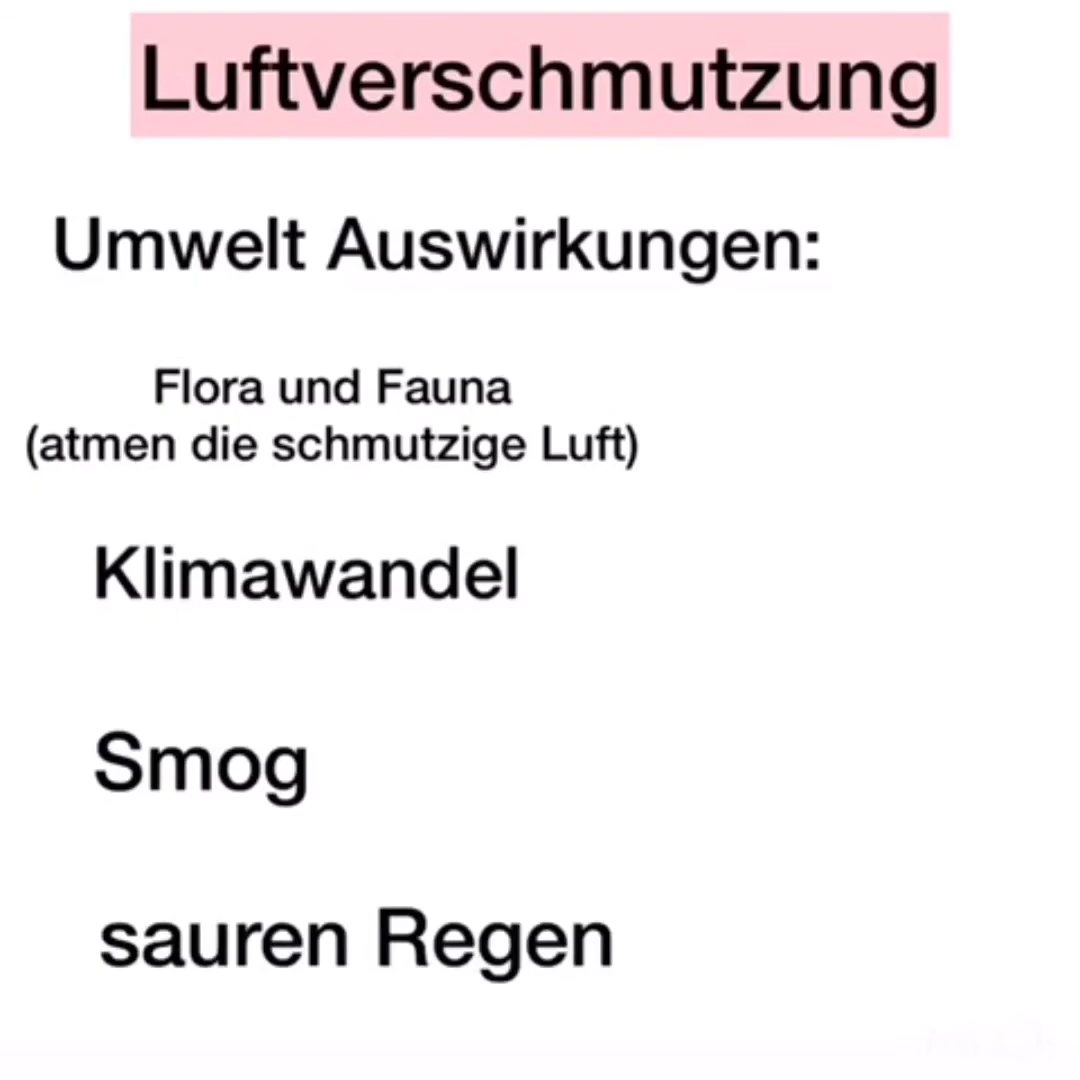 Luftverschmutzung
Umwelt Auswirkungen:
Flora und Fauna
(atmen die schmutzige Luft)
Klimawandel
Smog
sauren Regen